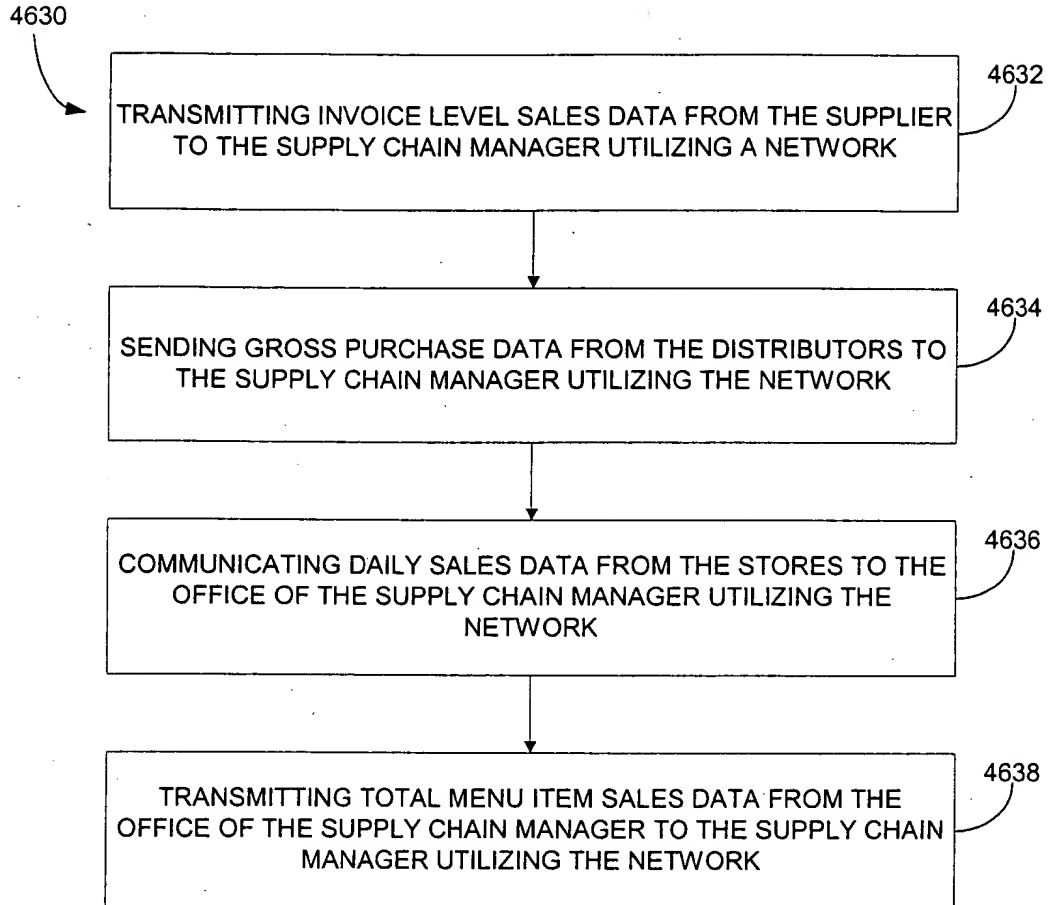 4630
4632
TRANSMITTING INVOICE LEVEL SALES DATA FROM THE SUPPLIER
TO THE SUPPLY CHAIN MANAGER UTILIZING A NETWORK
4634
SENDING GROSS PURCHASE DATA FROM THE DISTRIBUTORS TO
THE SUPPLY CHAIN MANAGER UTILIZING THE NETWORK
4636
COMMUNICATING DAILY SALES DATA FROM THE STORES TO THE
OFFICE OF THE SUPPLY CHAIN MANAGER UTILIZING THE
NETWORK
4638
TRANSMITTING TOTAL MENU ITEM SALES DATA FROM THE
OFFICE OF THE SUPPLY CHAIN MANAGER TO THE SUPPLY CHAIN
MANAGER UTILIZING THE NETWORK